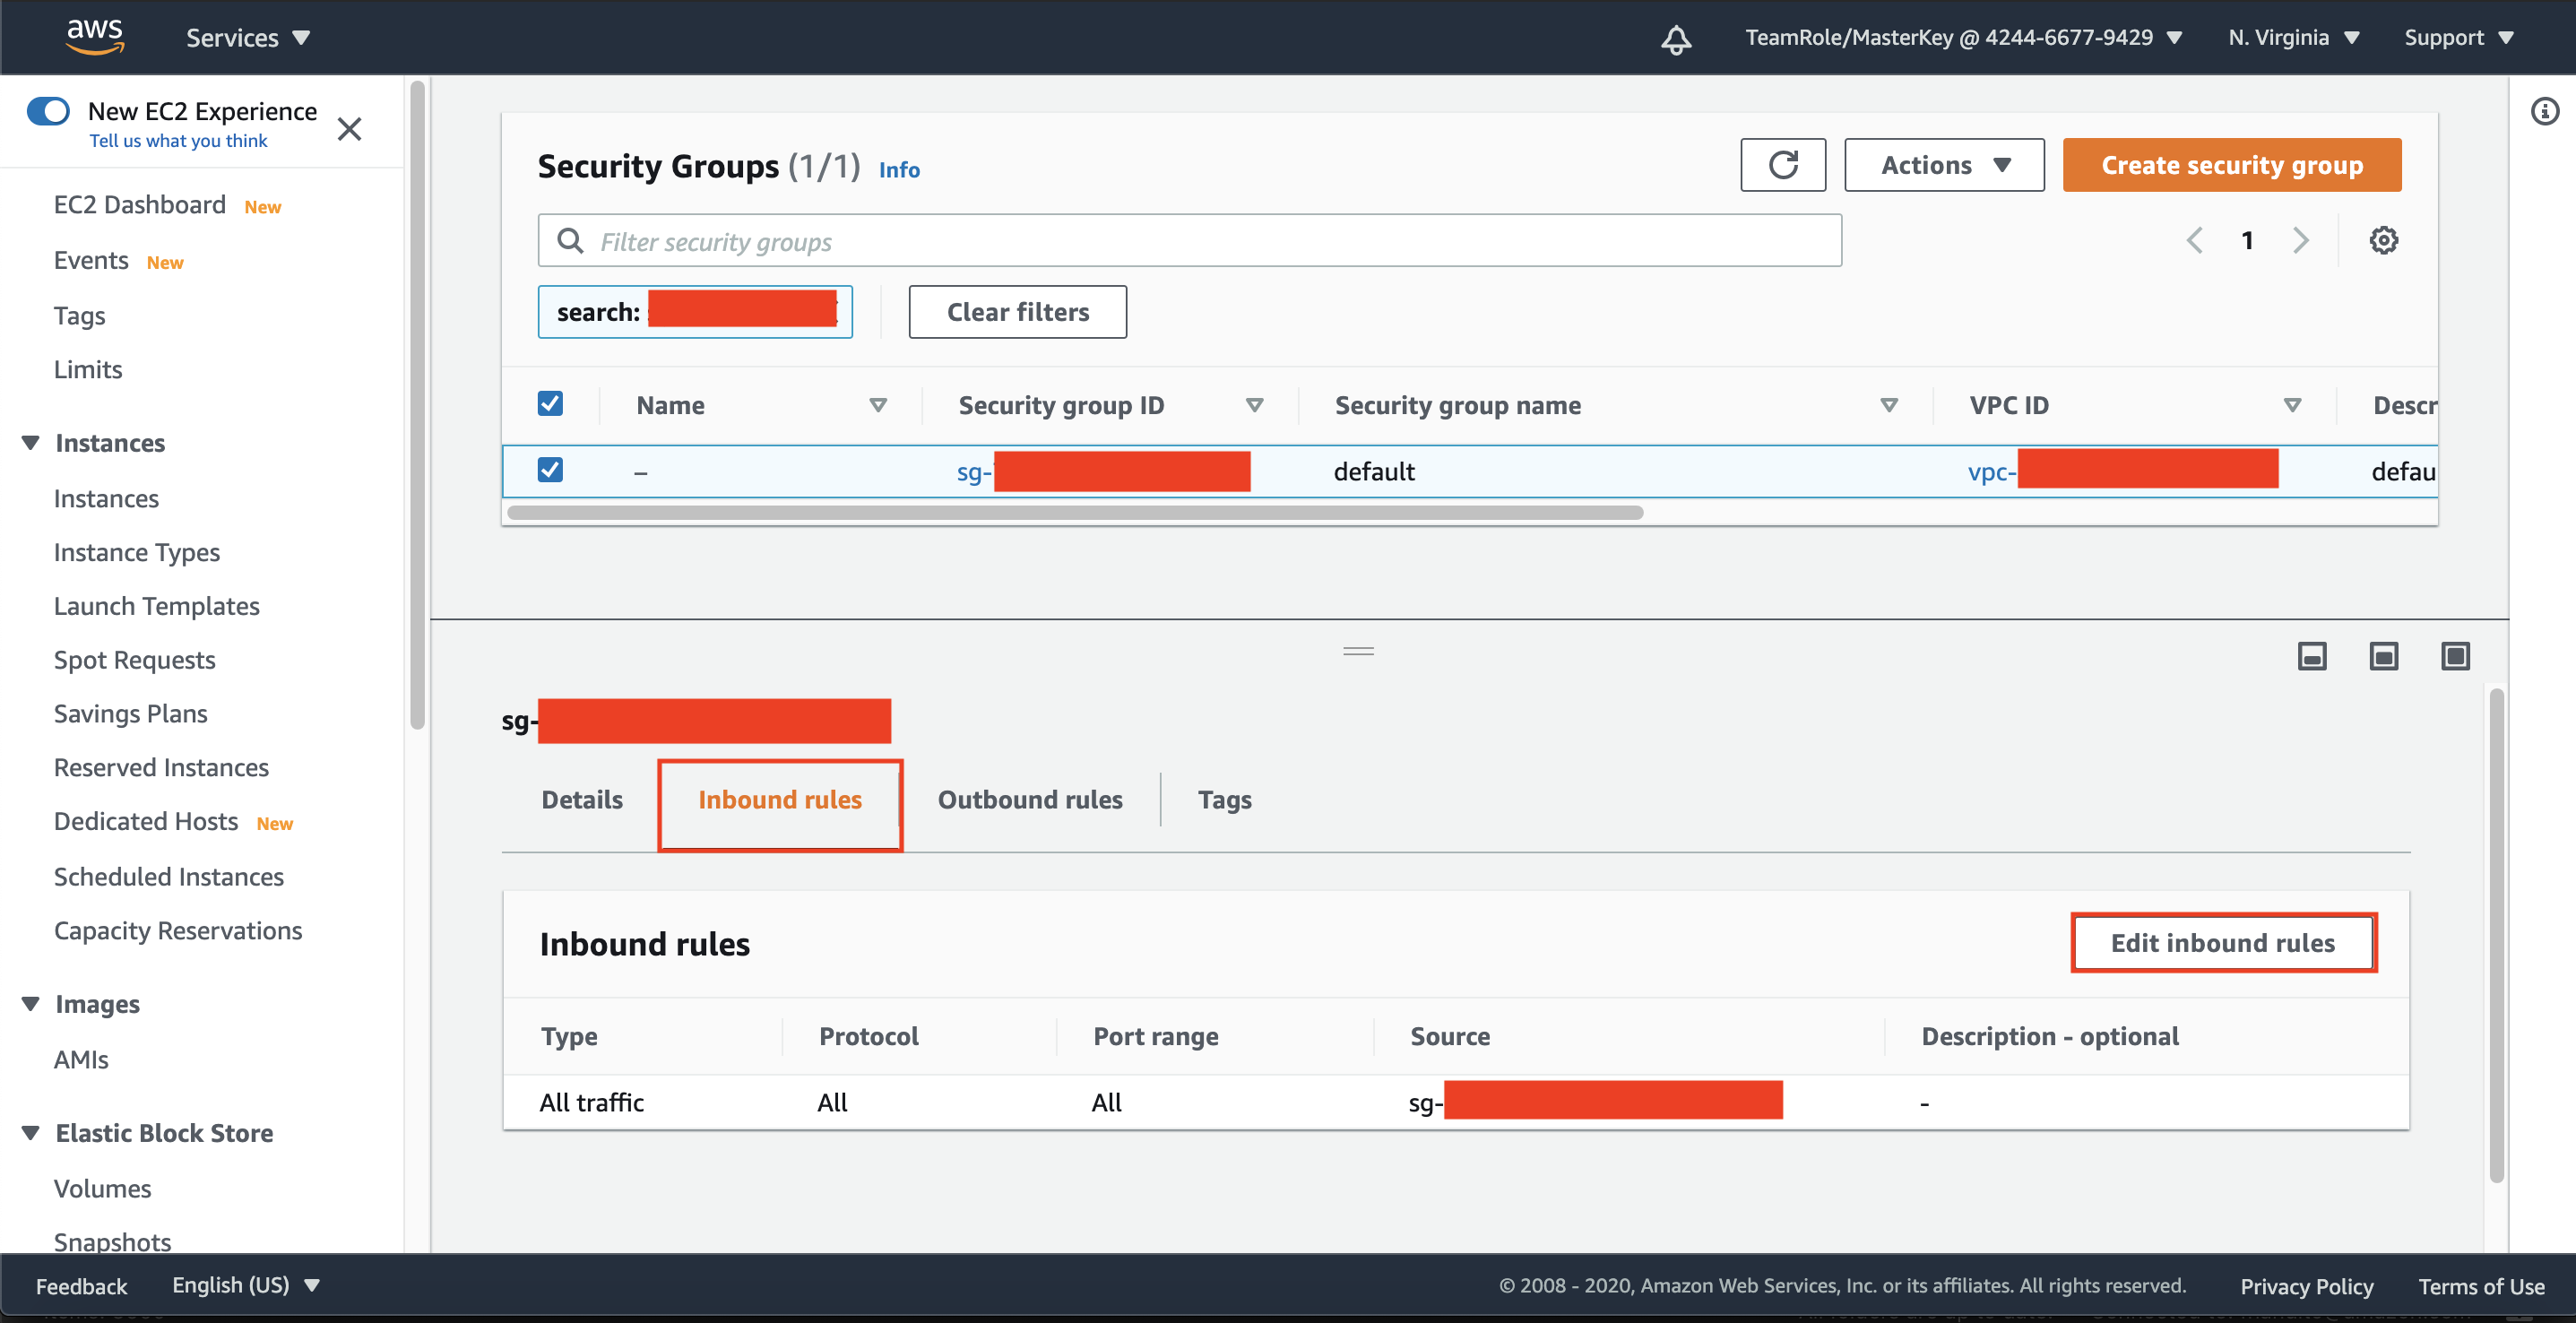 aws
Services
TeamRole/MasterKey @ 4244-6677-9429
N. Virginia
Support
New EC2 Experience
Tell us what you think
EC2 Dashboard New
Events New
Tags
Limits
Instances
Instances
Instance Types
Launch Templates
Spot Requests
Savings Plans
Reserved Instances
Dedicated Hosts New
Scheduled Instances
Capacity Reservations
Images
AMIs
Elastic Block Store
Volumes
Snapshots
Security Groups (1/1) Info
Actions
Create security group
Filter security groups
1
search:
Clear filters
Name Security group ID Security group name VPC ID Descr
– sg- default vpc- defau
sg-
Details Inbound rules Outbound rules Tags
Inbound rules
Edit inbound rules
Type Protocol Port range Source Description - optional
All traffic All All sg- -
Feedback English (US) © 2008 - 2020, Amazon Web Services, Inc. or its affiliates. All rights reserved. Privacy Policy Terms of Use